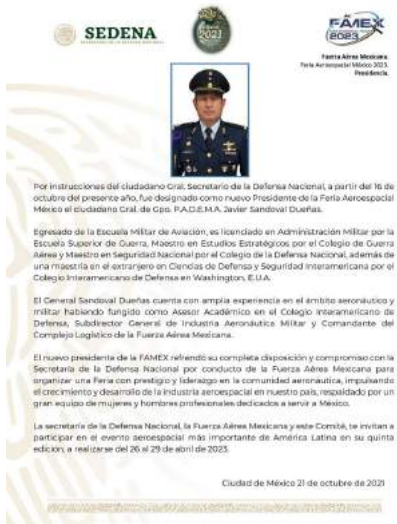 SEDENA
2021
FAMEX
2023
Fuerza Aérea Mexicana.
Feria Aeroespacial México 2023.
Presidencia.
Por instrucciones del ciudadano Gral. Secretario de la Defensa Nacional, a partir del 16 de
octubre del presente año, fue designado como nuevo Presidente de la Feria Aeroespacial
México el ciudadano Gral. de Gpo. P.A.D.E.M.A. Javier Sandoval Dueñas.
Egresado de la Escuela Militar de Aviación, es licenciado en Administración Militar por la
Escuela Superior de Guerra, Maestro en Estudios Estratégicos por el Colegio de Guerra
Aérea y Maestro en Seguridad Nacional por el Colegio de la Defensa Nacional, además de
una maestría en el extranjero en Ciencias de Defensa y Seguridad Interamericana por el
Colegio Interamericano de Defensa en Washington, E.U.A.
El General Sandoval Dueñas cuenta con amplia experiencia en el ámbito aeronáutico y
militar habiendo fungido como Asesor Académico en el Colegio Interamericano de
Defensa, Subdirector General de Industria Aeronáutica Militar y Comandante del
Complejo Logístico de la Fuerza Aérea Mexicana.
El nuevo presidente de la FAMEX refrendó su completa disposición y compromiso con la
Secretaría de la Defensa Nacional por conducto de la Fuerza Aérea Mexicana para
organizar una Feria con prestigio y liderazgo en la comunidad aeronáutica, impulsando
el crecimiento y desarrollo de la industria aeroespacial en nuestro país, respaldado por un
gran equipo de mujeres y hombres profesionales dedicados a servir a México.
La secretaría de la Defensa Nacional, la Fuerza Aérea Mexicana y este Comité, te invitan a
participar en el evento aeroespacial más importante de América Latina en su quinta
edición, a realizarse del 26 al 29 de abril de 2023.
Ciudad de México 21 de octubre de 2021